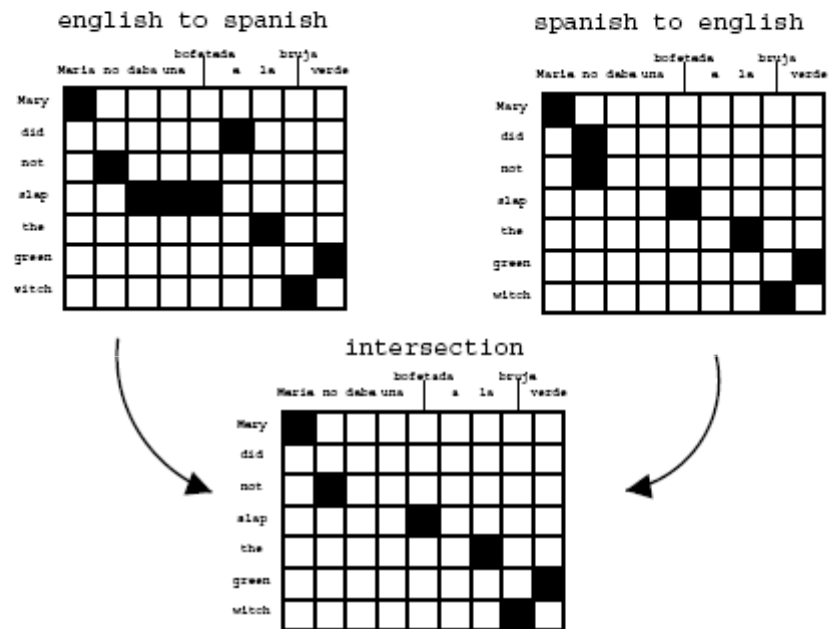 english to spanish
bofetada bruja
Maria no daba una a la verde
Mary
did
not
slap
the
green
witch
spanish to english
bofetada bruja
Maria no daba una a la verde
Mary
did
not
slap
the
green
witch
intersection
bofetada bruja
Maria no daba una a la verde
Mary
did
not
slap
the
green
witch